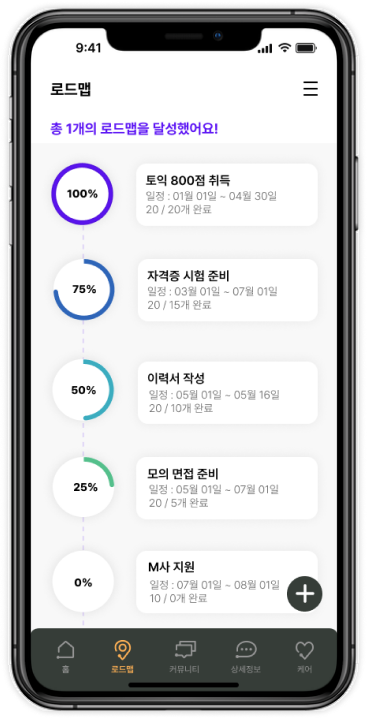 9:41
로드맵
총 1개의 로드맵을 달성했어요!
100%
토익 800점 취득
일정 : 01월 01일 ~ 04월 30일
20 / 20개 완료
75%
자격증 시험 준비
일정 : 03월 01일 ~ 07월 01일
20 / 15개 완료
50%
이력서 작성
일정 : 05월 01일 ~ 05월 16일
20 / 10개 완료
25%
모의 면접 준비
일정 : 05월 01일 ~ 07월 01일
20 / 5개 완료
0%
M사 지원
일정 : 07월 01일 ~ 08월 01일
10 / 0개 완료
홈 로드맵 커뮤니티 상세정보 케어